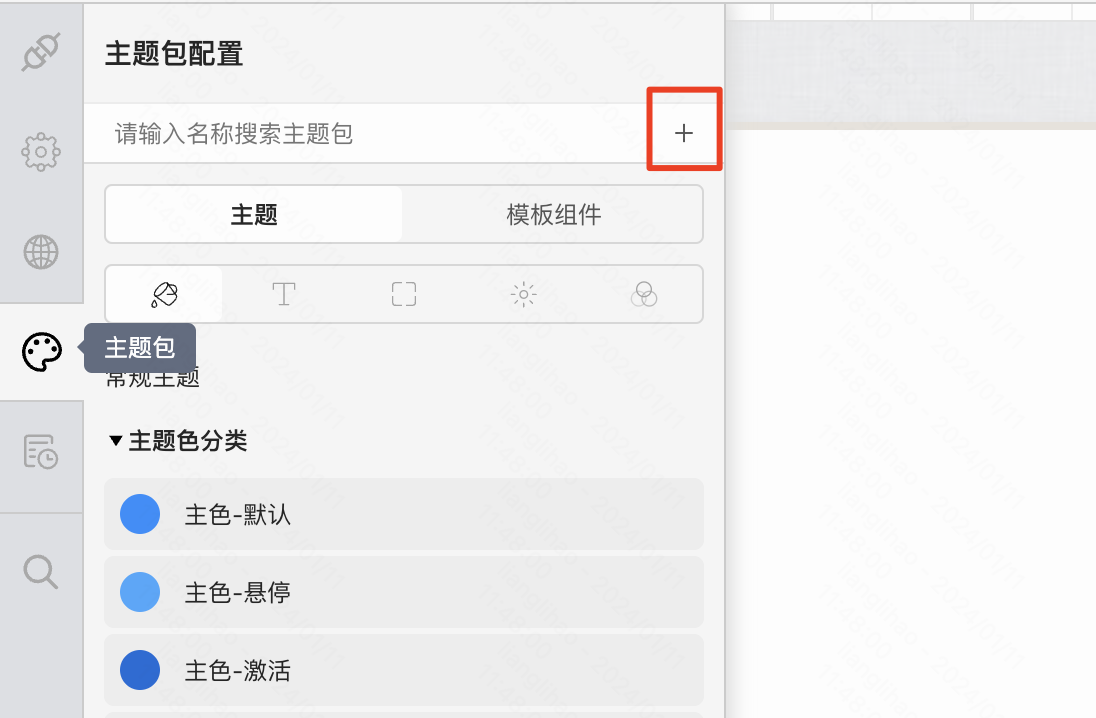 主题包配置
请输入名称搜索主题包
主题
模板组件
主题包
常规主题
主题色分类
主色-默认
主色-悬停
主色-激活